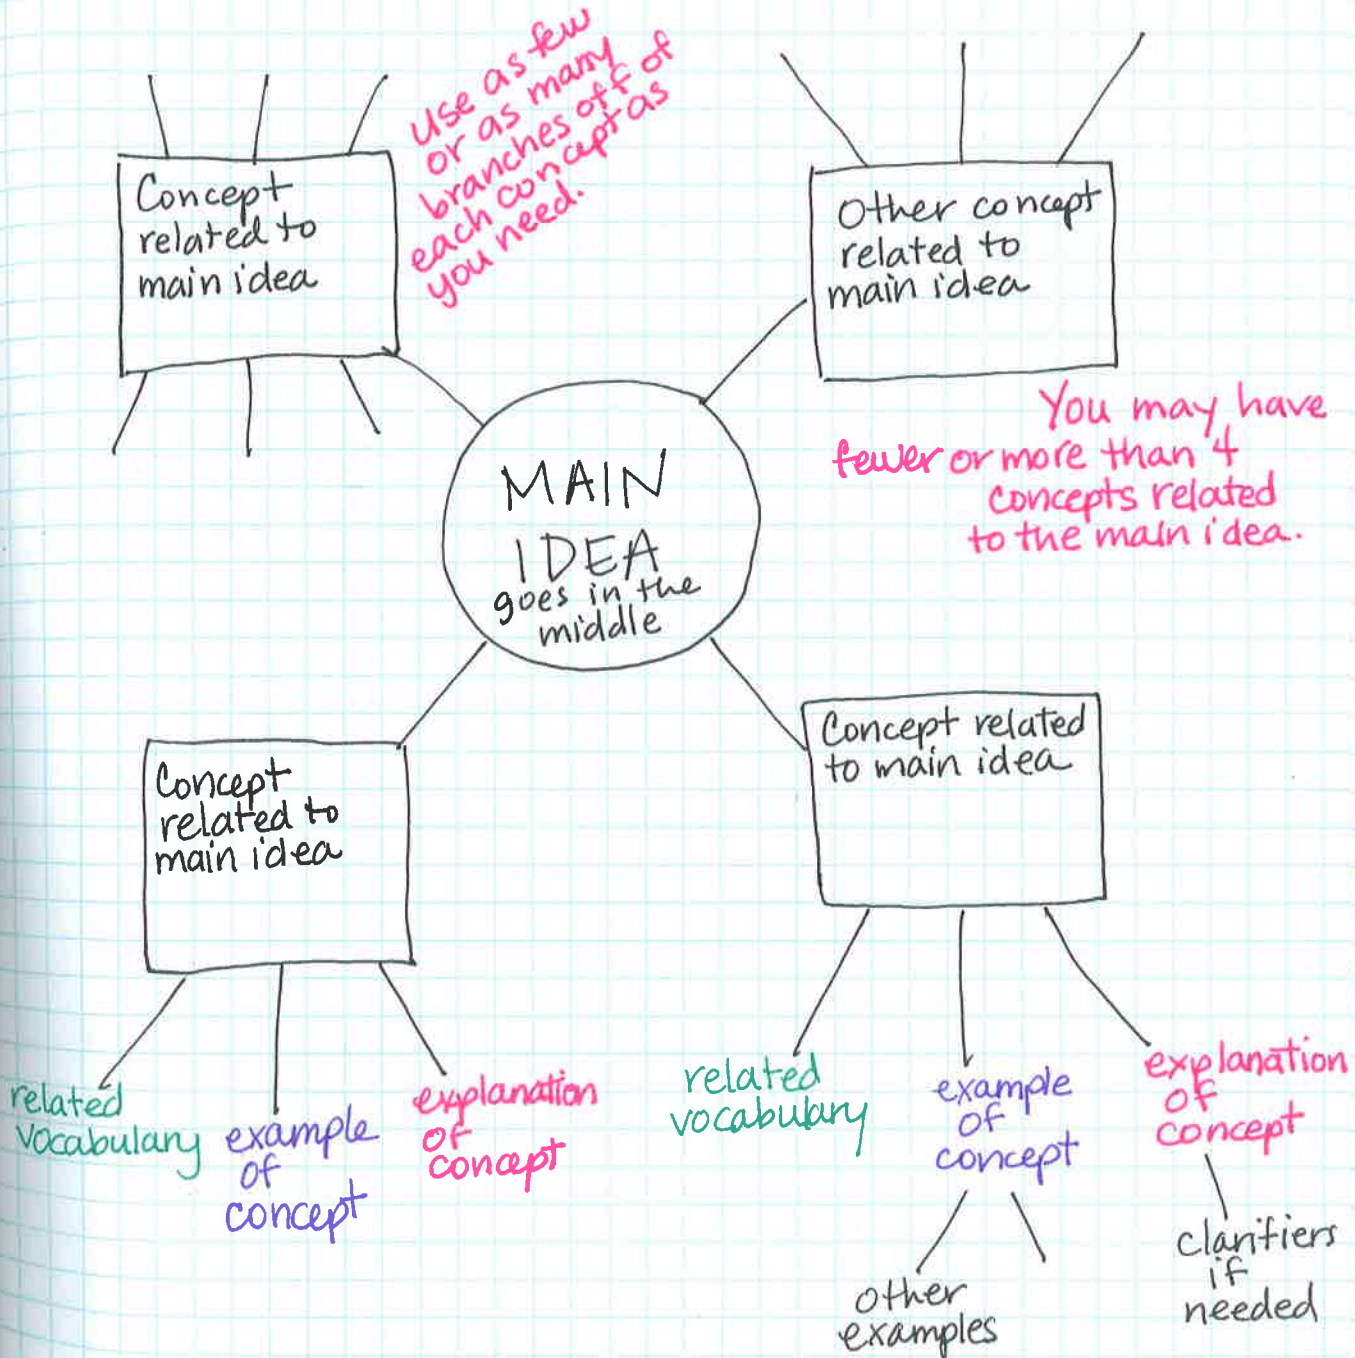 use as few
or as many
branches off of
each concept as
you need.
Concept
related to
main idea
Other concept
related to
main idea
You may have
fewer or more than 4
concepts related
to the main idea.
MAIN
IDEA
goes in the
middle
Concept
related to
main idea
Concept related
to main idea
related
vocabulary
example
of
concept
explanation
of
concept
related
vocabulary
example
of
concept
explanation
of
concept
other
examples
clarifiers
if
needed